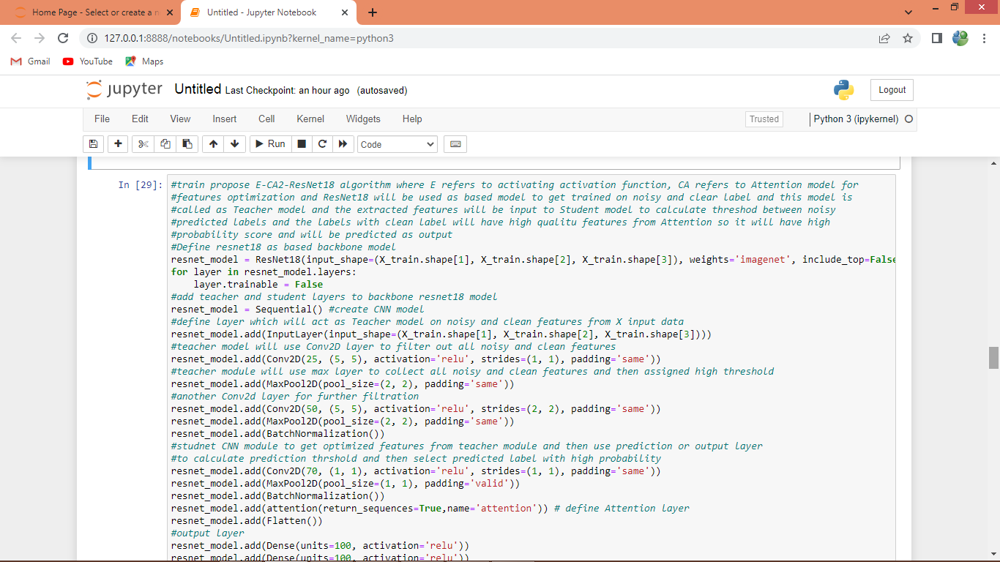 Home Page - Select or create a n
Untitled - Jupyter Notebook
127.0.0.1:8888/notebooks/Untitled.ipynb?kernel_name=python3
Gmail YouTube Maps
jupyter Untitled Last Checkpoint: an hour ago (autosaved)
Logout
File Edit View Insert Cell Kernel Widgets Help
Trusted
Python 3 (ipykernel)
Run
Code
In [29]:
#train propose E-CA2-ResNet18 algorithm where E refers to activating activation function, CA refers to Attention model for
#features optimization and ResNet18 will be used as based model to get trained on noisy and clear label and this model is
#called as Teacher model and the extracted features will be input to Student model to calculate threshod between noisy
#predicted labels and the labels with clean label will have high qualitu features from Attention so it will have high
#probability score and will be predicted as output
#Define resnet18 as based backbone model
resnet_model = ResNet18(input_shape=(X_train.shape[1], X_train.shape[2], X_train.shape[3]), weights='imagenet', include_top=False
for layer in resnet_model.layers:
    layer.trainable = False
#add teacher and student layers to backbone resnet18 model
resnet_model = Sequential() #create CNN model
#define layer which will act as Teacher model on noisy and clean features from X input data
resnet_model.add(InputLayer(input_shape=(X_train.shape[1], X_train.shape[2], X_train.shape[3])))
#teacher model will use Conv2D layer to filter out all noisy and clean features
resnet_model.add(Conv2D(25, (5, 5), activation='relu', strides=(1, 1), padding='same'))
#teacher module will use max layer to collect all noisy and clean features and then assigned high threshold
resnet_model.add(MaxPool2D(pool_size=(2, 2), padding='same'))
#another Conv2d layer for further filtration
resnet_model.add(Conv2D(50, (5, 5), activation='relu', strides=(2, 2), padding='same'))
resnet_model.add(MaxPool2D(pool_size=(2, 2), padding='same'))
resnet_model.add(BatchNormalization())
#studnet CNN module to get optimized features from teacher module and then use prediction or output layer
#to calculate prediction thrshold and then select predicted label with high probability
resnet_model.add(Conv2D(70, (1, 1), activation='relu', strides=(1, 1), padding='same'))
resnet_model.add(MaxPool2D(pool_size=(1, 1), padding='valid'))
resnet_model.add(BatchNormalization())
resnet_model.add(attention(return_sequences=True,name='attention')) # define Attention layer
resnet_model.add(Flatten())
#output layer
resnet_model.add(Dense(units=100, activation='relu'))
resnet_model.add(Dense(units=100, activation='relu'))